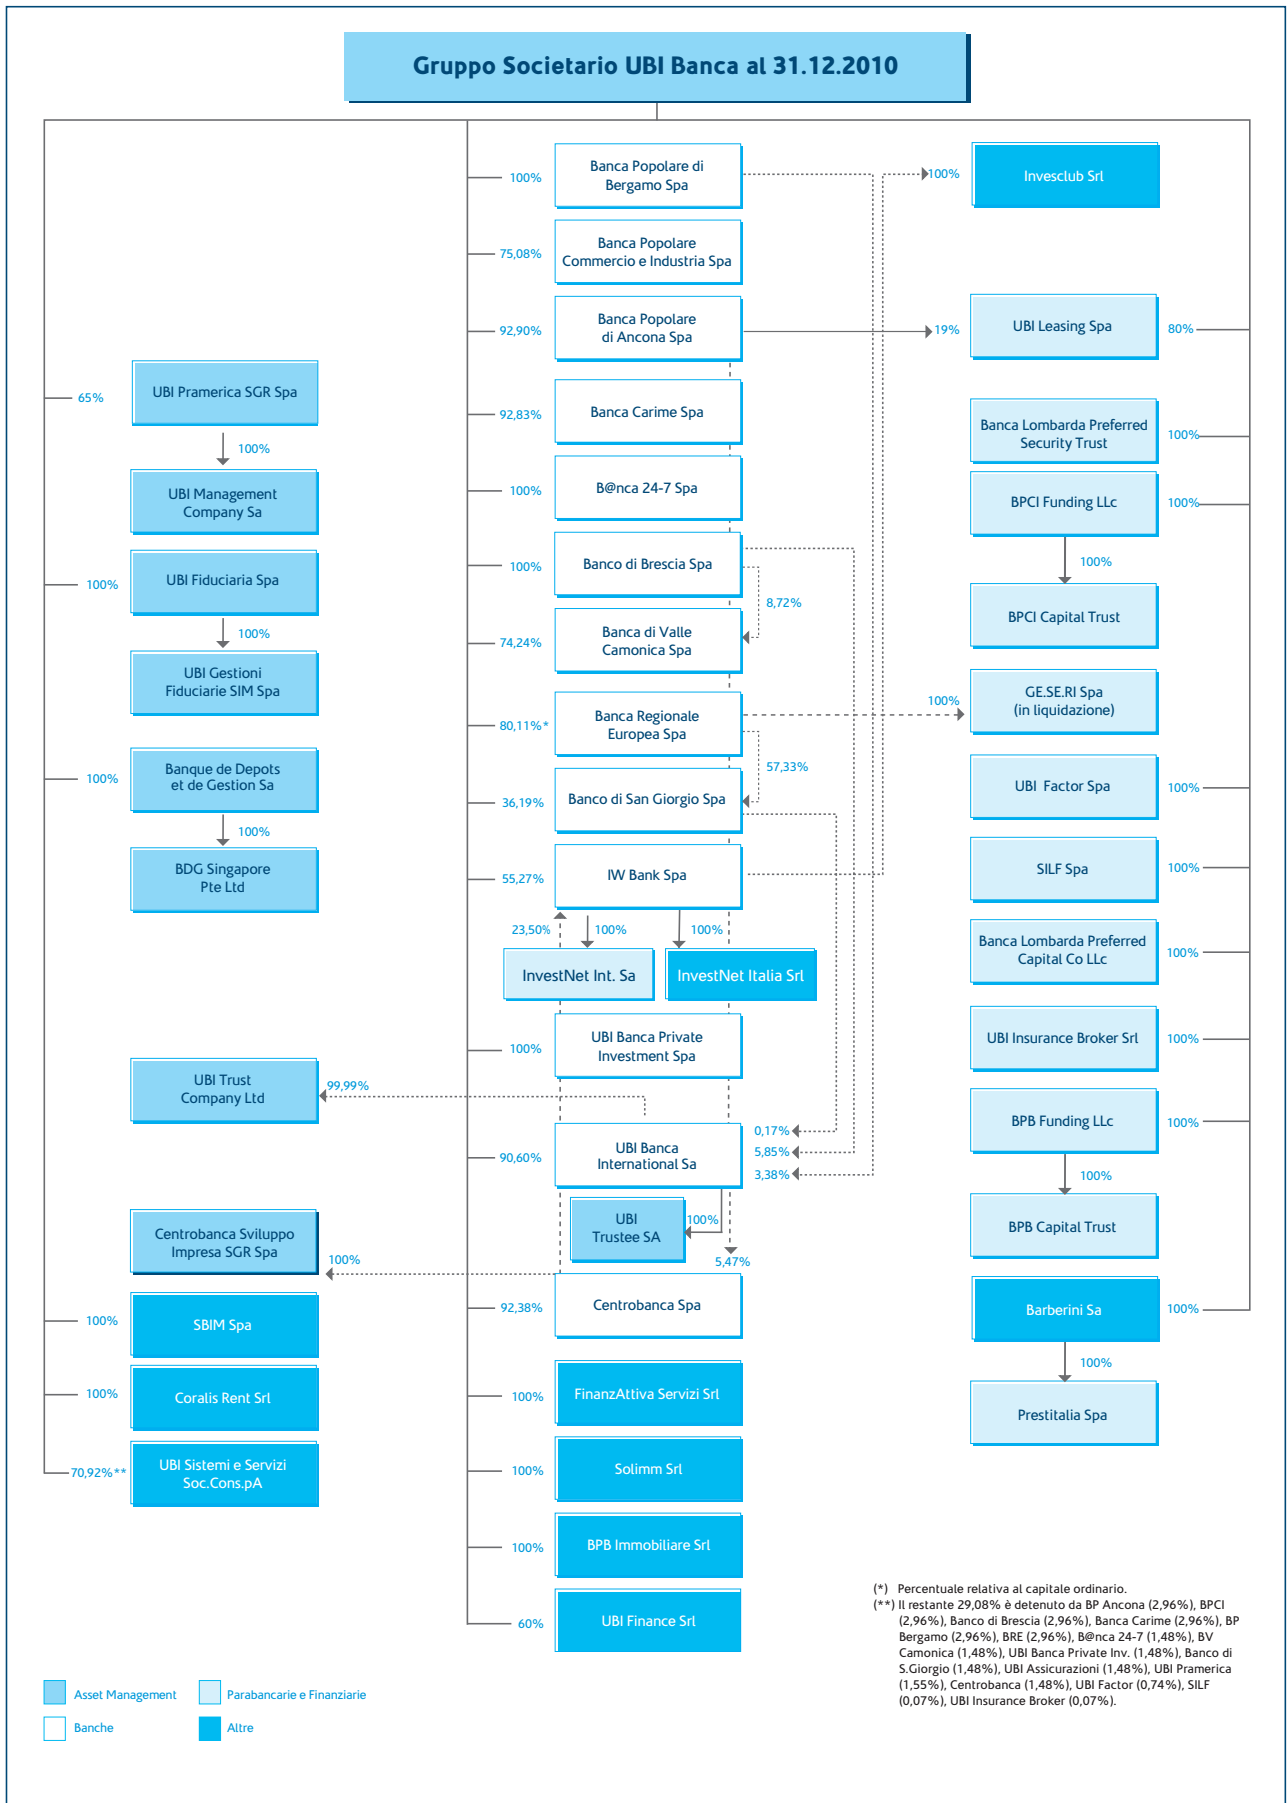 Gruppo Societario UBI Banca al 31.12.2010
65%
UBI Pramerica SGR Spa
100%
UBI Management
Company Sa
100%
UBI Fiduciaria Spa
100%
UBI Gestioni
Fiduciarie SIM Spa
100%
Banque de Depots
et de Gestion Sa
100%
BDG Singapore
Pte Ltd
UBI Trust
Company Ltd
99,99%
Centrobanca Sviluppo
Impresa SGR Spa
100%
100%
SBIM Spa
100%
Coralis Rent Srl
70,92%**
UBI Sistemi e Servizi
Soc.Cons.pA
100%
Banca Popolare di
Bergamo Spa
75,08%
Banca Popolare
Commercio e Industria Spa
92,90%
Banca Popolare
di Ancona Spa
92,83%
Banca Carime Spa
100%
B@nca 24-7 Spa
100%
Banco di Brescia Spa
8,72%
74,24%
Banca di Valle
Camonica Spa
80,11%*
Banca Regionale
Europea Spa
57,33%
36,19%
Banco di San Giorgio Spa
55,27%
IW Bank Spa
23,50%
100%
100%
InvestNet Int. Sa
InvestNet Italia Srl
100%
UBI Banca Private
Investment Spa
90,60%
UBI Banca
International Sa
0,17%
5,85%
3,38%
UBI
Trustee SA
100%
5,47%
92,38%
Centrobanca Spa
100%
FinanzAttiva Servizi Srl
100%
Solimm Srl
100%
BPB Immobiliare Srl
60%
UBI Finance Srl
100%
Invesclub Srl
19%
UBI Leasing Spa
80%
Banca Lombarda Preferred
Security Trust
100%
BPCI Funding LLc
100%
100%
BPCI Capital Trust
100%
GE.SE.RI Spa
(in liquidazione)
UBI Factor Spa
100%
SILF Spa
100%
Banca Lombarda Preferred
Capital Co LLc
100%
UBI Insurance Broker Srl
100%
BPB Funding LLc
100%
100%
BPB Capital Trust
Barberini Sa
100%
100%
Prestitalia Spa
(*) Percentuale relativa al capitale ordinario.
(**) Il restante 29,08% è detenuto da BP Ancona (2,96%), BPCI
(2,96%), Banco di Brescia (2,96%), Banca Carime (2,96%), BP
Bergamo (2,96%), BRE (2,96%), B@nca 24-7 (1,48%), BV
Camonica (1,48%), UBI Banca Private Inv. (1,48%), Banco di
S.Giorgio (1,48%), UBI Assicurazioni (1,48%), UBI Pramerica
(1,55%), Centrobanca (1,48%), UBI Factor (0,74%), SILF
(0,07%), UBI Insurance Broker (0,07%).
Asset Management
Parabancarie e Finanziarie
Banche
Altre